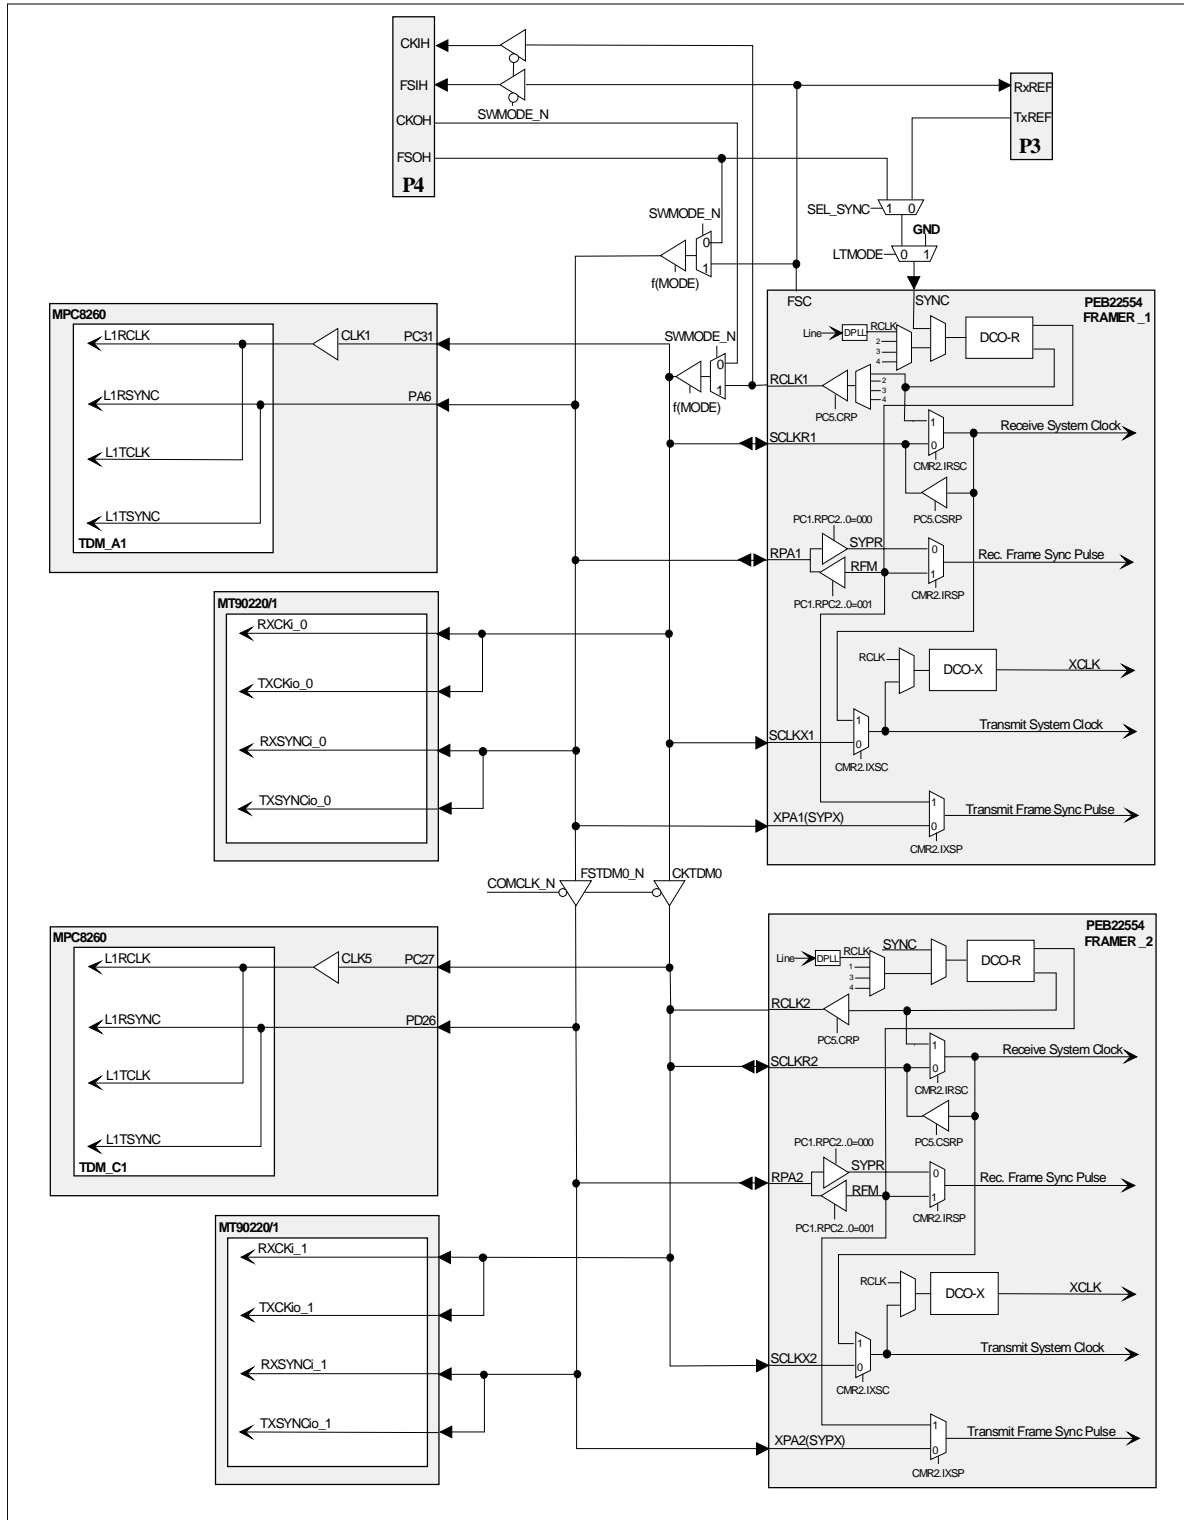 CKIH
FSIH
SWMODE_N
CKOH
FSOH
P4
RxREF
TxREF
P3
SEL_SYNC
1 0
GND
LTMODE
0 1
SWMODE_N
0
1
f(MODE)
FSC
SYNC
SWMODE_N
0
1
f(MODE)
MPC8260
L1RCLK
CLK1
PC31
L1RSYNC
PA6
L1TCLK
L1TSYNC
TDM_A1
PEB22554
FRAMER_1
Line
DPLL
RCLK
2
3
4
DCO-R
RCLK1
PC5.CRP
2
3
4
SCLKR1
1
0
CMR2.IRSC
Receive System Clock
PC5.CSRP
PC1.RPC2..0=000
RPA1
SYPR
RFM
PC1.RPC2..0=001
0
1
CMR2.IRSP
Rec. Frame Sync Pulse
MT90220/1
RXCKi_0
TXCKio_0
RXSYNCi_0
TXSYNCio_0
RCLK
DCO-X
XCLK
SCLKX1
1
0
CMR2.IXSC
Transmit System Clock
XPA1(SYPX)
1
0
CMR2.IXSP
Transmit Frame Sync Pulse
COMCLK_N
FSTDM0_N
CKTDM0
MPC8260
L1RCLK
CLK5
PC27
L1RSYNC
PD26
L1TCLK
L1TSYNC
TDM_C1
PEB22554
FRAMER_2
Line
DPLL
RCLK
SYNC
1
3
4
DCO-R
RCLK2
PC5.CRP
SCLKR2
1
0
CMR2.IRSC
Receive System Clock
PC5.CSRP
PC1.RPC2..0=000
RPA2
SYPR
RFM
PC1.RPC2..0=001
0
1
CMR2.IRSP
Rec. Frame Sync Pulse
MT90220/1
RXCKi_1
TXCKio_1
RXSYNCi_1
TXSYNCio_1
RCLK
DCO-X
XCLK
SCLKX2
1
0
CMR2.IXSC
Transmit System Clock
XPA2(SYPX)
1
0
CMR2.IXSP
Transmit Frame Sync Pulse